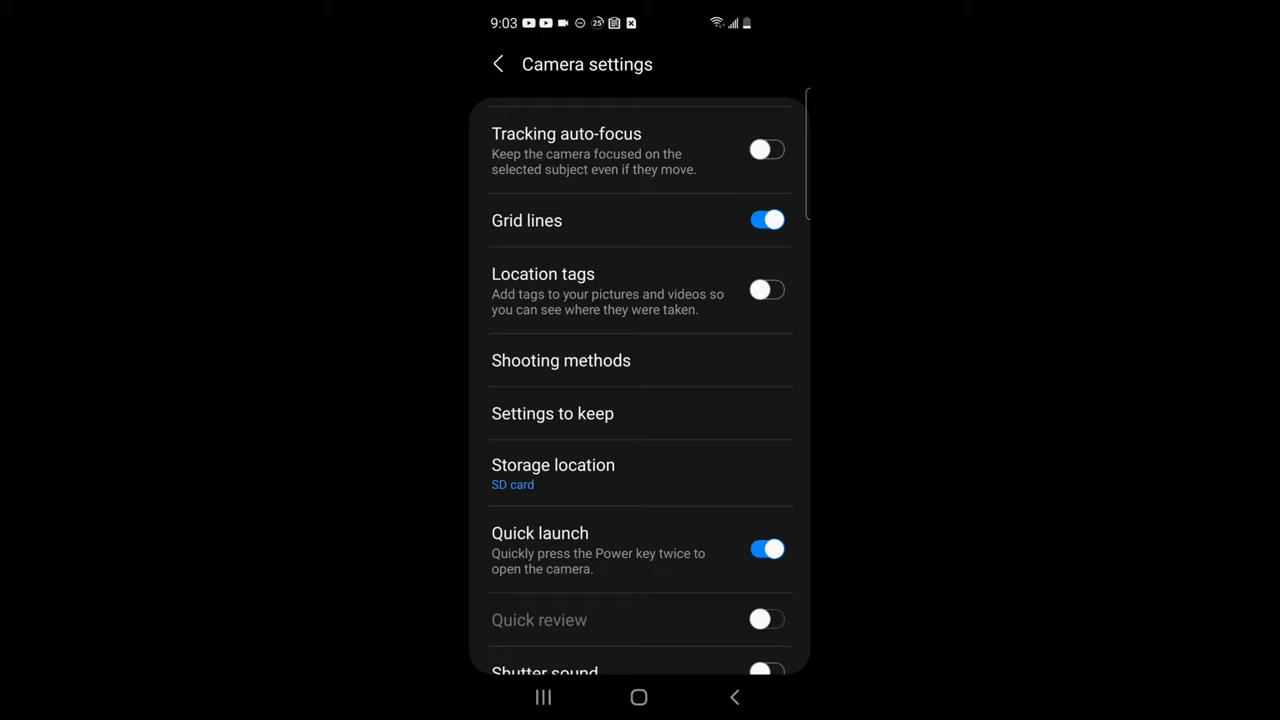 9:03
25
Camera settings
Tracking auto-focus
Keep the camera focused on the
selected subject even if they move.
Grid lines
Location tags
Add tags to your pictures and videos so
you can see where they were taken.
Shooting methods
Settings to keep
Storage location
SD card
Quick launch
Quickly press the Power key twice to
open the camera.
Quick review
Shutter sound